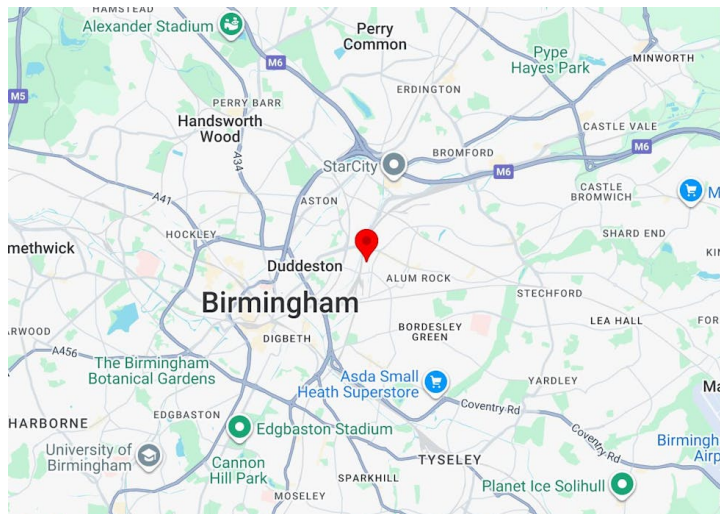 HAMSTEAD
Alexander Stadium
Perry
Common
Pype
Hayes Park
MINWORTH
M6
M5
ERDINGTON
PERRY BARR
Handsworth
Wood
CASTLE VALE
A34
M6
StarCity
BROMFORD
M6
A41
ASTON
CASTLE
BROMWICH
M
HOCKLEY
SHARD END
methwick
KIN
Duddeston
ALUM ROCK
STECHFORD
Birmingham
LEA HALL
FOR
ARWOOD
DIGBETH
BORDESLEY
GREEN
A456
The Birmingham
Botanical Gardens
Asda Small
Heath Superstore
YARDLEY
Ma
Coventry Rd
HARBORNE
EDGBASTON
Edgbaston Stadium
Coventry Rd
Birmingh
Airp
University of
Birmingham
Cannon
Hill Park
TYSELEY
SPARKHILL
Planet Ice Solihull
MOSELEY